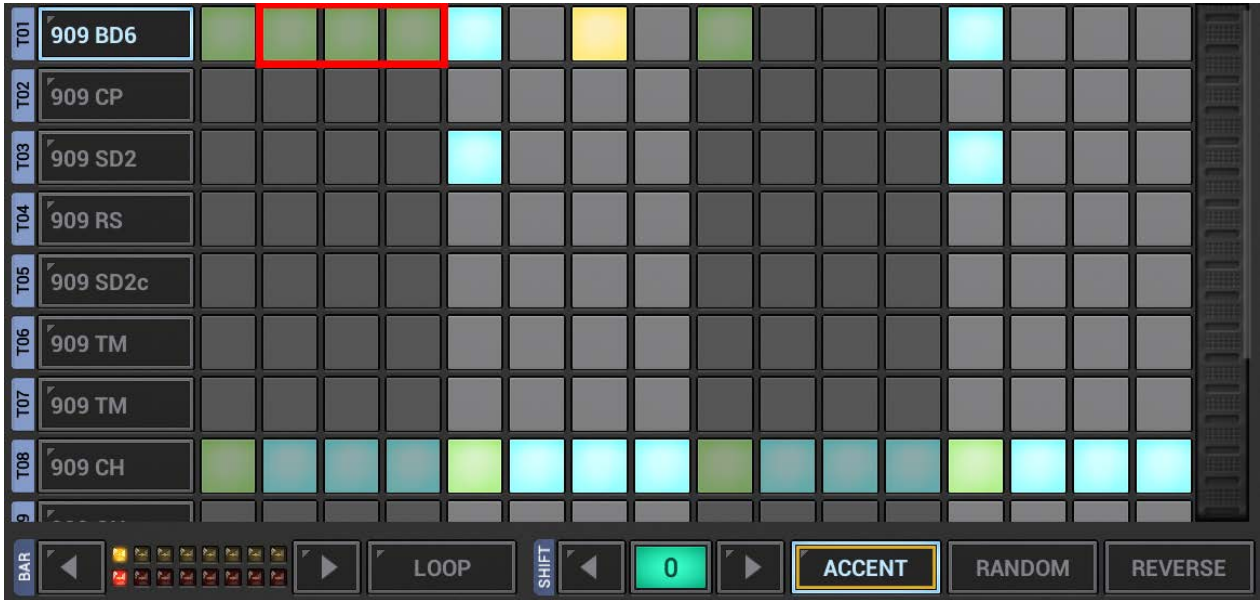 T01 909 BD6
T02 909 CP
T03 909 SD2
T04 909 RS
T05 909 SD2c
T06 909 TM
T07 909 TM
T08 909 CH
BAR LOOP SHIFT 0 ACCENT RANDOM REVERSE